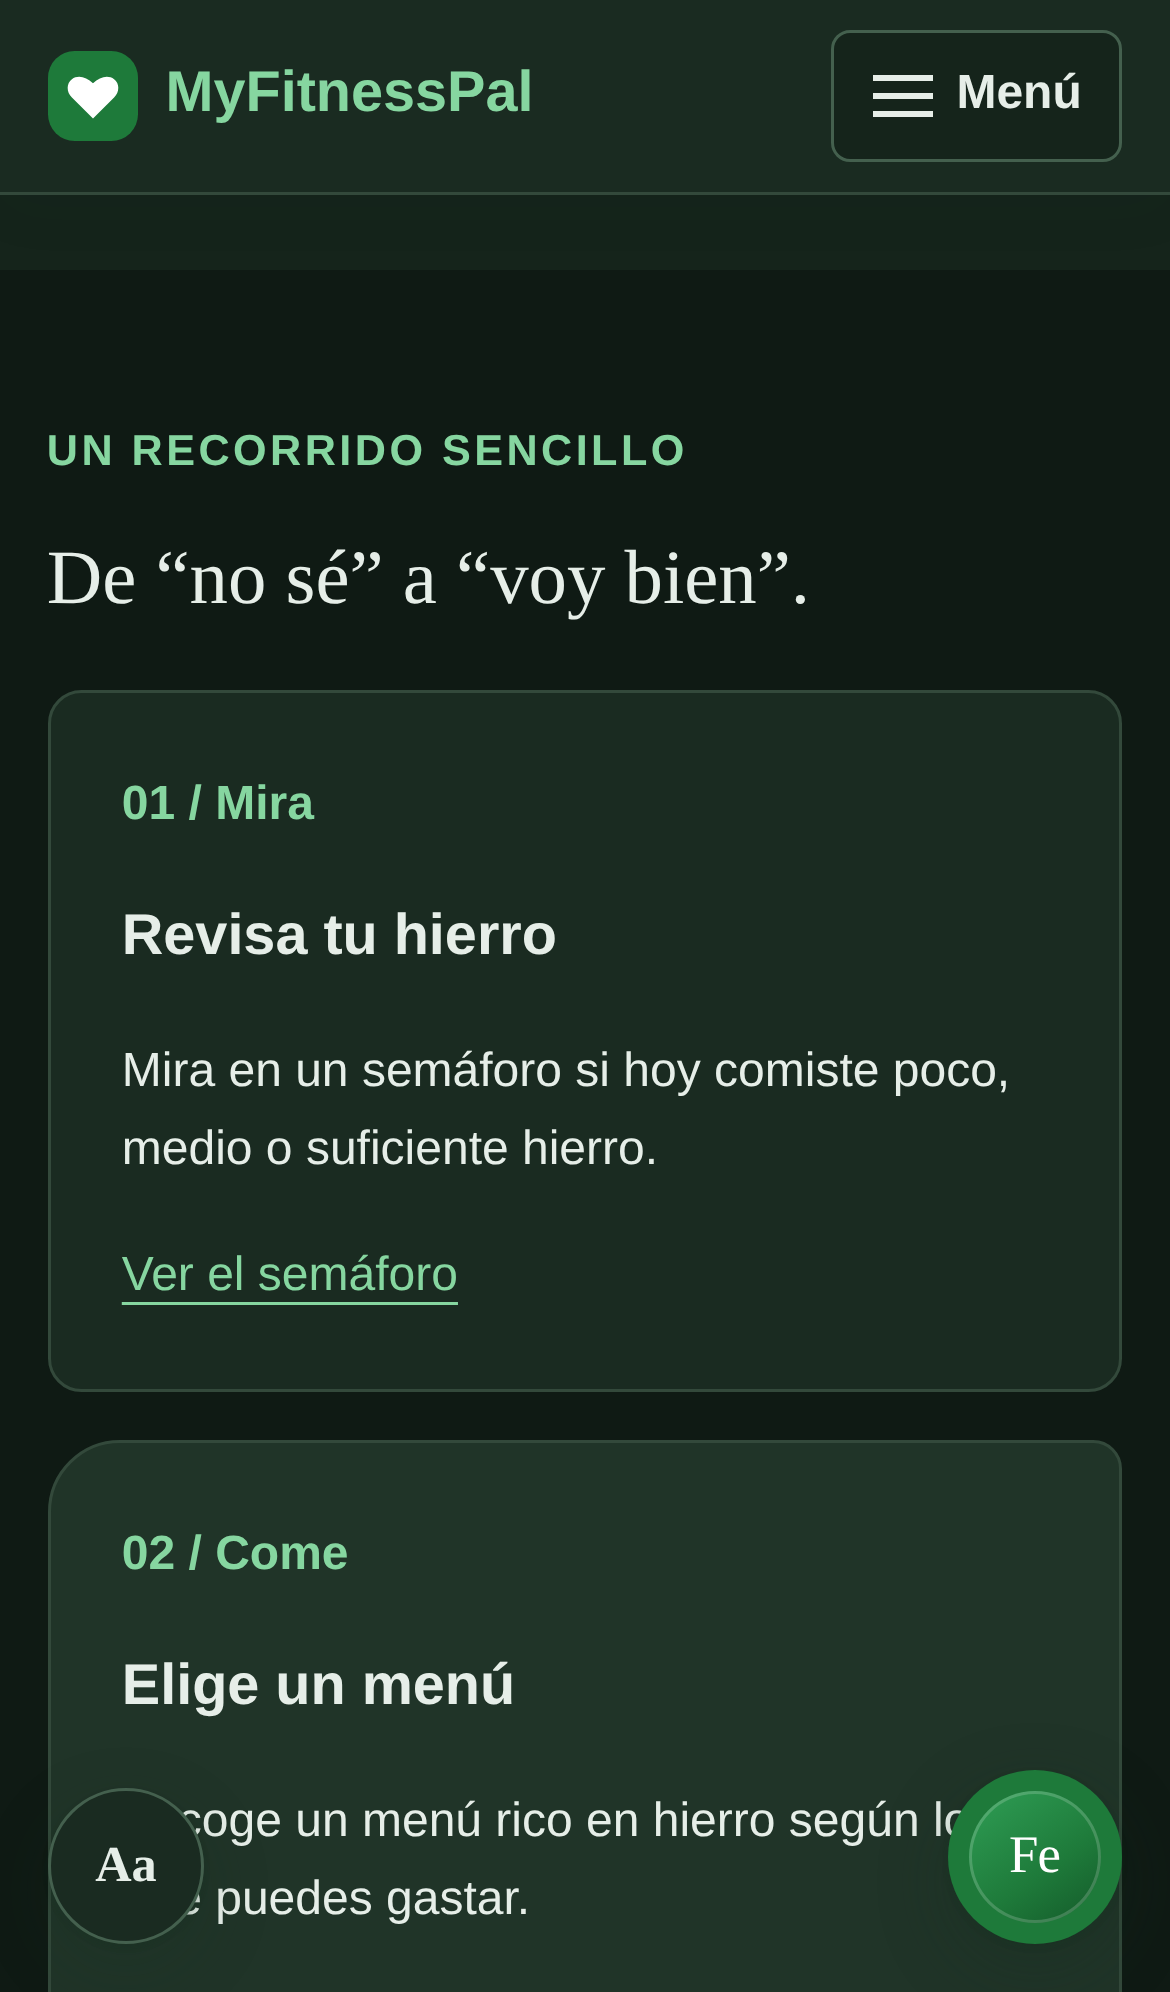 MyFitnessPal
Menú
UN RECORRIDO SENCILLO
De “no sé” a “voy bien”.
01 / Mira
Revisa tu hierro
Mira en un semáforo si hoy comiste poco,
medio o suficiente hierro.
Ver el semáforo
02 / Come
Elige un menú
coge un menú rico en hierro según
puedes gastar.
Aa
Fe